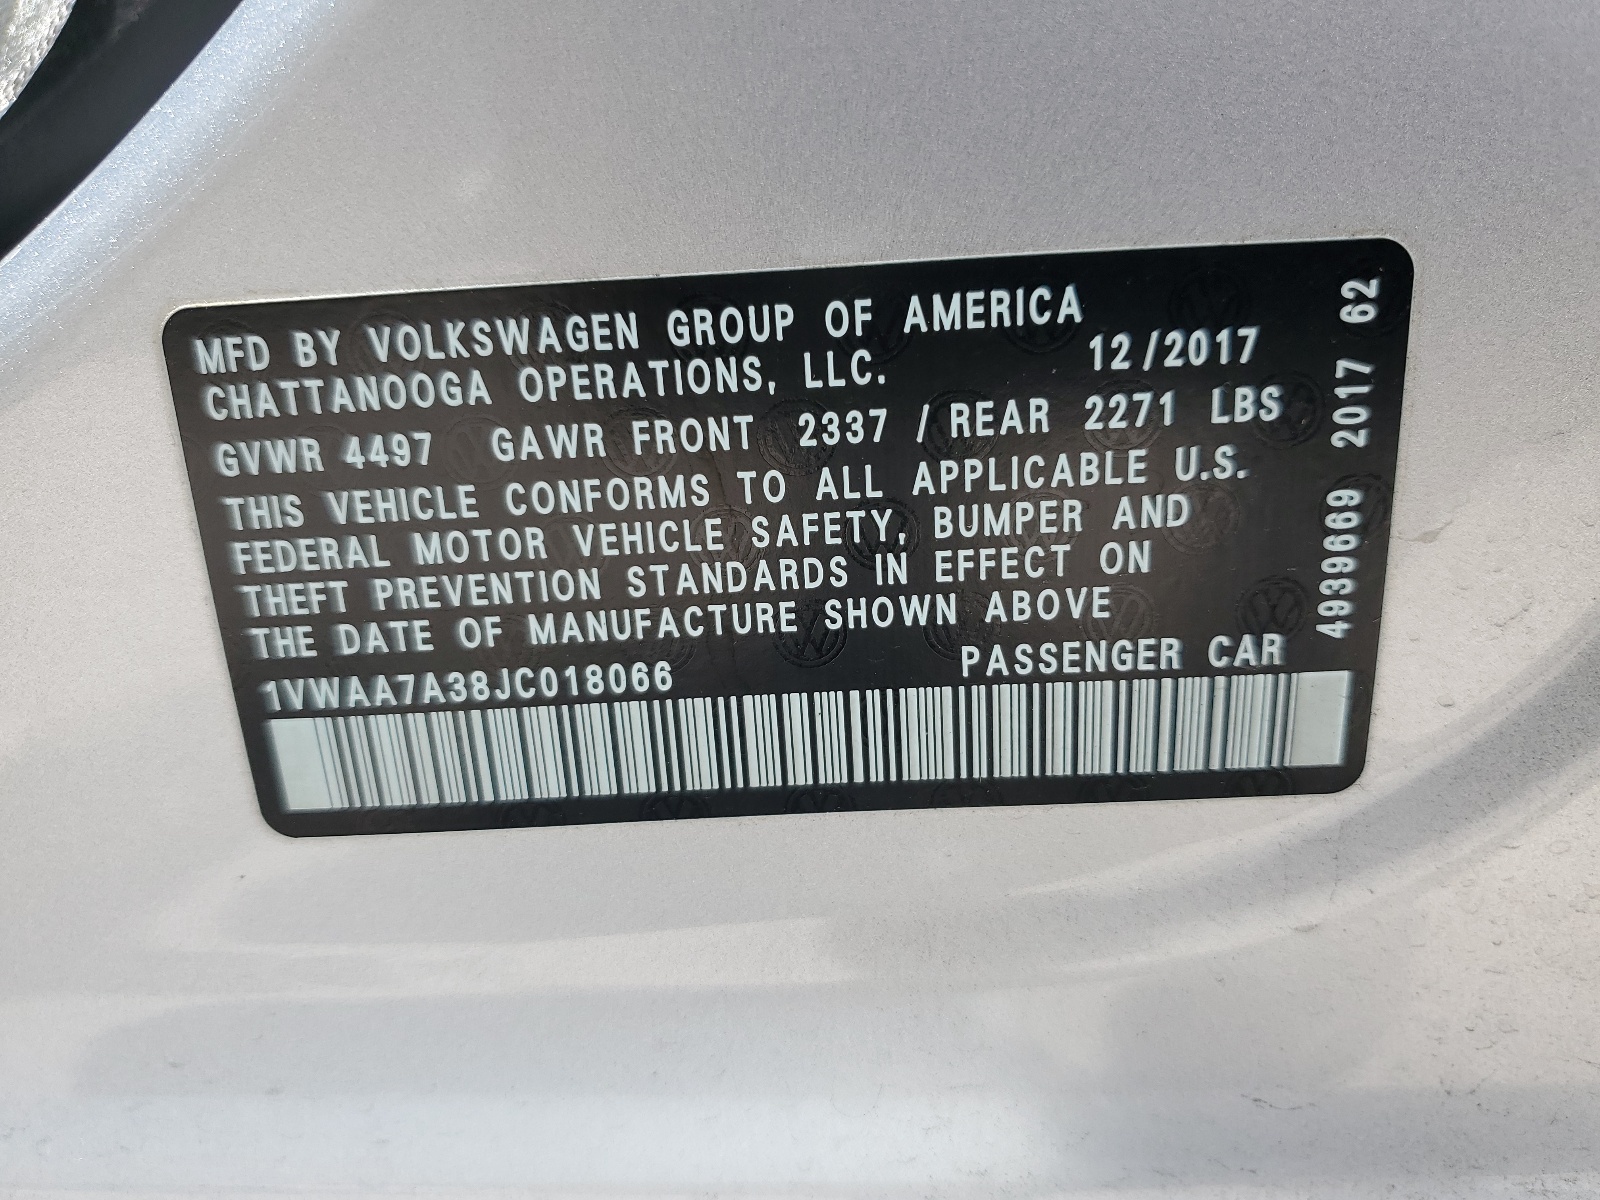 MFD BY VOLKSWAGEN GROUP OF AMERICA
CHATTANOOGA OPERATIONS, LLC. 12/2017
GVWR 4497 GAWR FRONT 2337 / REAR 2271 LBS
THIS VEHICLE CONFORMS TO ALL APPLICABLE U.S.
FEDERAL MOTOR VEHICLE SAFETY, BUMPER AND
THEFT PREVENTION STANDARDS IN EFFECT ON
THE DATE OF MANUFACTURE SHOWN ABOVE
1VWAA7A38JC018066 PASSENGER CAR
4939669 2017 62